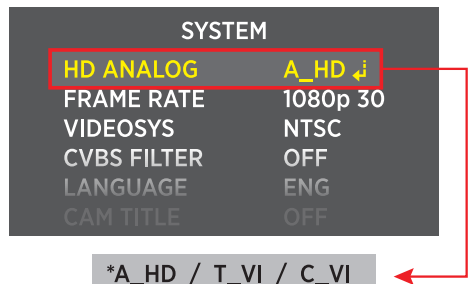 SYSTEM
HD ANALOG A_HD ↲
FRAME RATE 1080p 30
VIDEOSYS NTSC
CVBS FILTER OFF
LANGUAGE ENG
CAM TITLE OFF
*A_HD / T_VI / C_VI